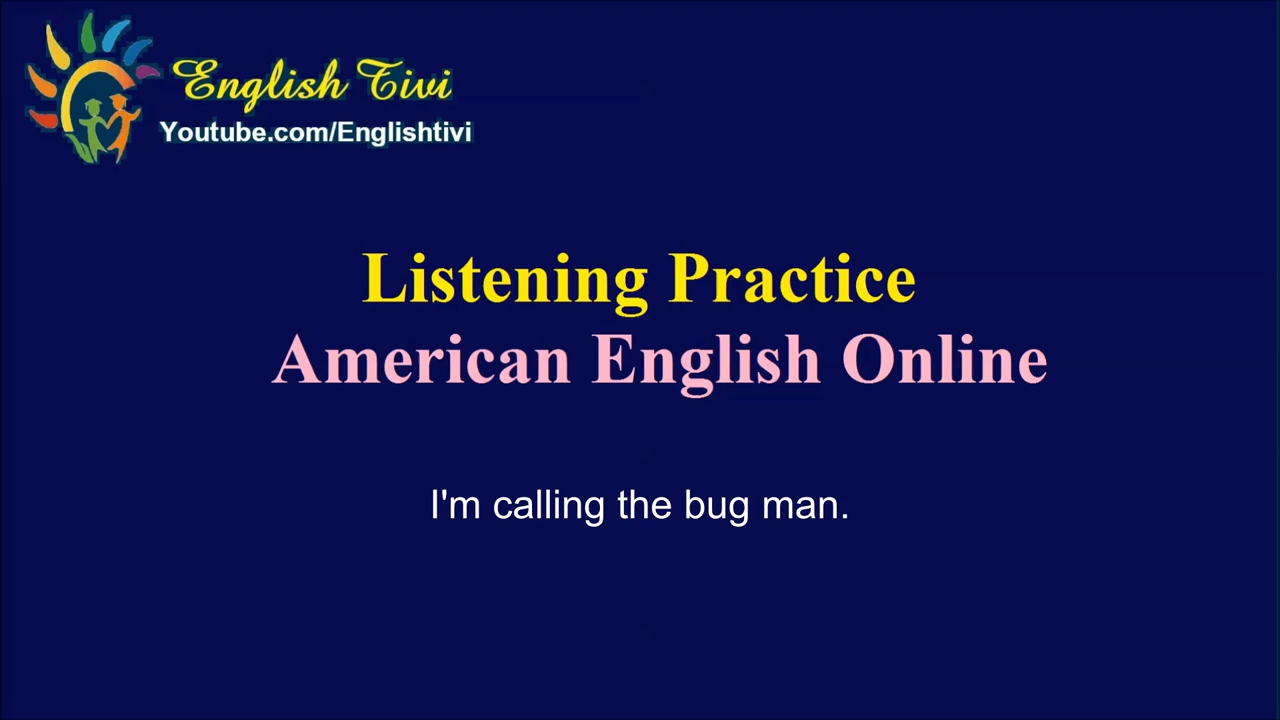 English Tivi
Youtube.com/Englishtivi
Listening Practice
American English Online
I'm calling the bug man.